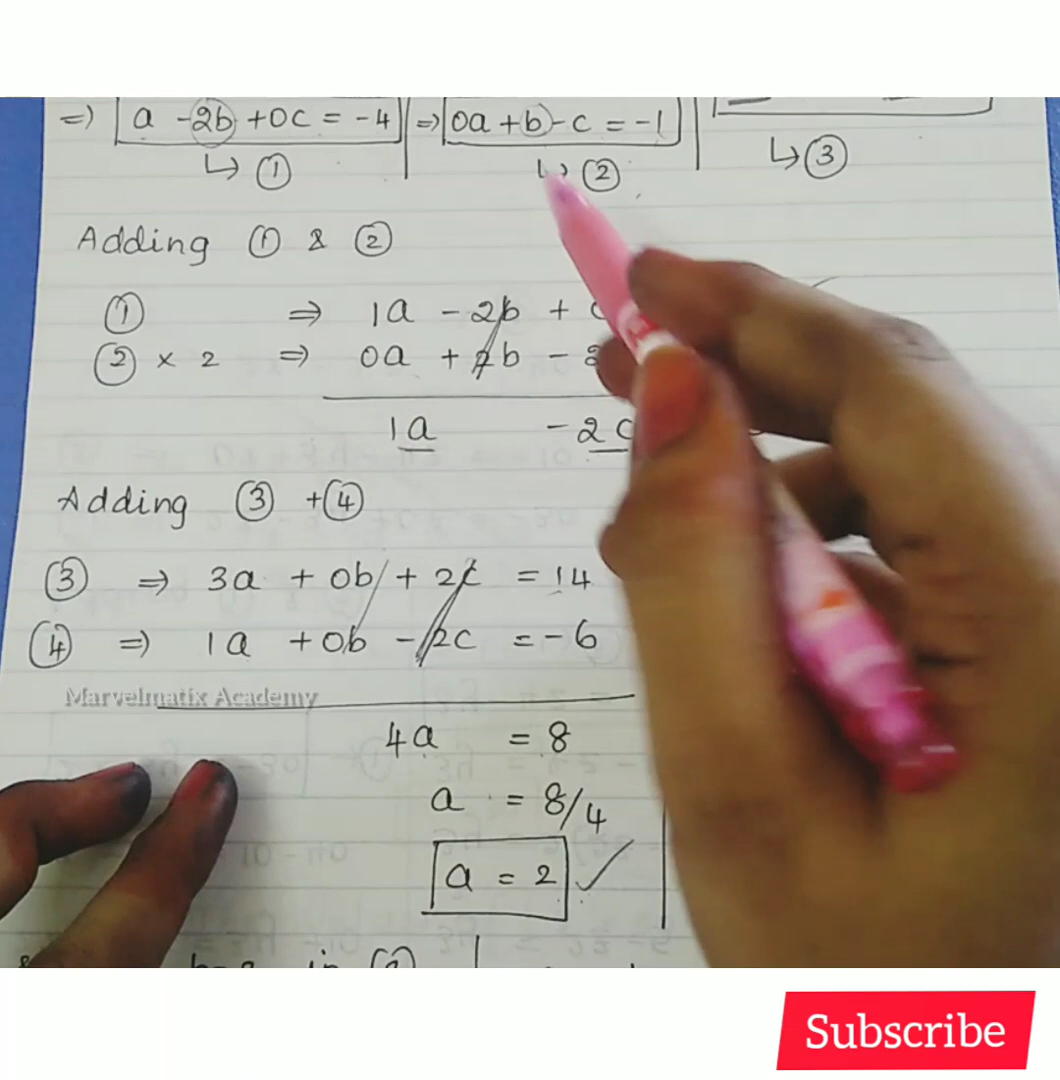 => a -2b +0c = -4 => 0a +b -c = -1
↳ ① ↳ ② ↳ ③
Adding ① & ②
① ⇒ 1a - 2b +
② × 2 => 0a + 2b -
1a - 2c
Adding ③ + ④
③ => 3a + 0b + 2c = 14
④ => 1a + 0b - 2c = -6
Marvelmatix Academy
4a = 8
a = 8/4
a = 2 ✓
in
Subscribe